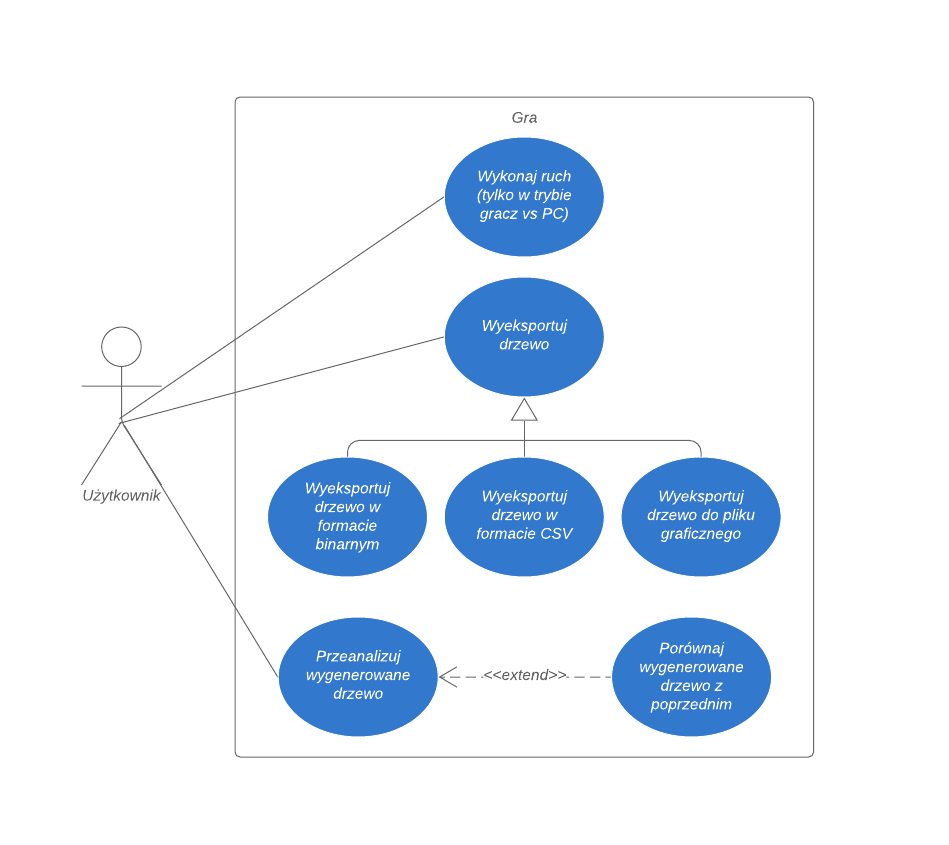 Gra
Wykonaj ruch
(tylko w trybie
gracz vs PC)
Wyeksportuj
drzewo
Użytkownik
Wyeksportuj
drzewo w
formacie
binarnym
Wyeksportuj
drzewo w
formacie CSV
Wyeksportuj
drzewo do pliku
graficznego
Przeanalizuj
wygenerowane
drzewo
<<extend>>
Porównaj
wygenerowane
drzewo z
poprzednim